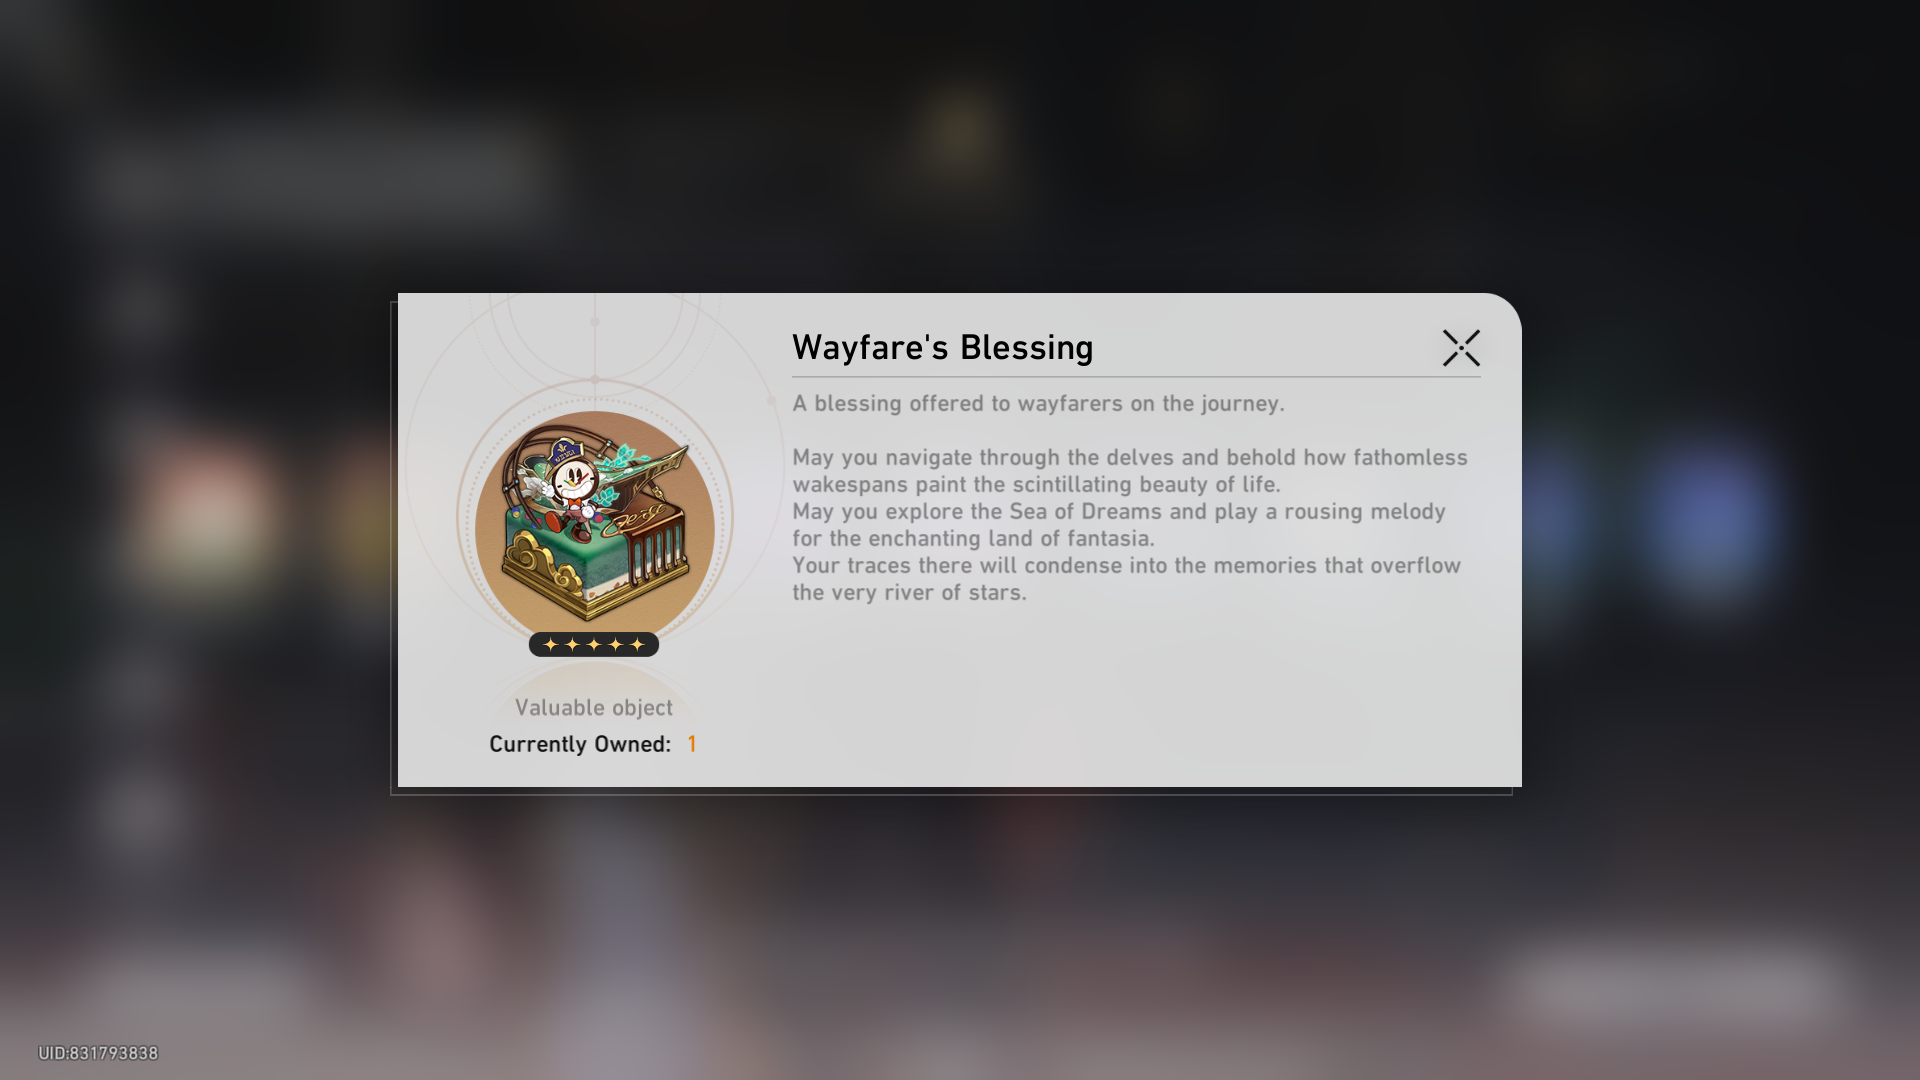 Wayfare's Blessing
A blessing offered to wayfarers on the journey.
May you navigate through the delves and behold how fathomless
wakespans paint the scintillating beauty of life.
May you explore the Sea of Dreams and play a rousing melody
for the enchanting land of fantasia.
Your traces there will condense into the memories that overflow
the very river of stars.
Valuable object
Currently Owned: 1
UID:831793838